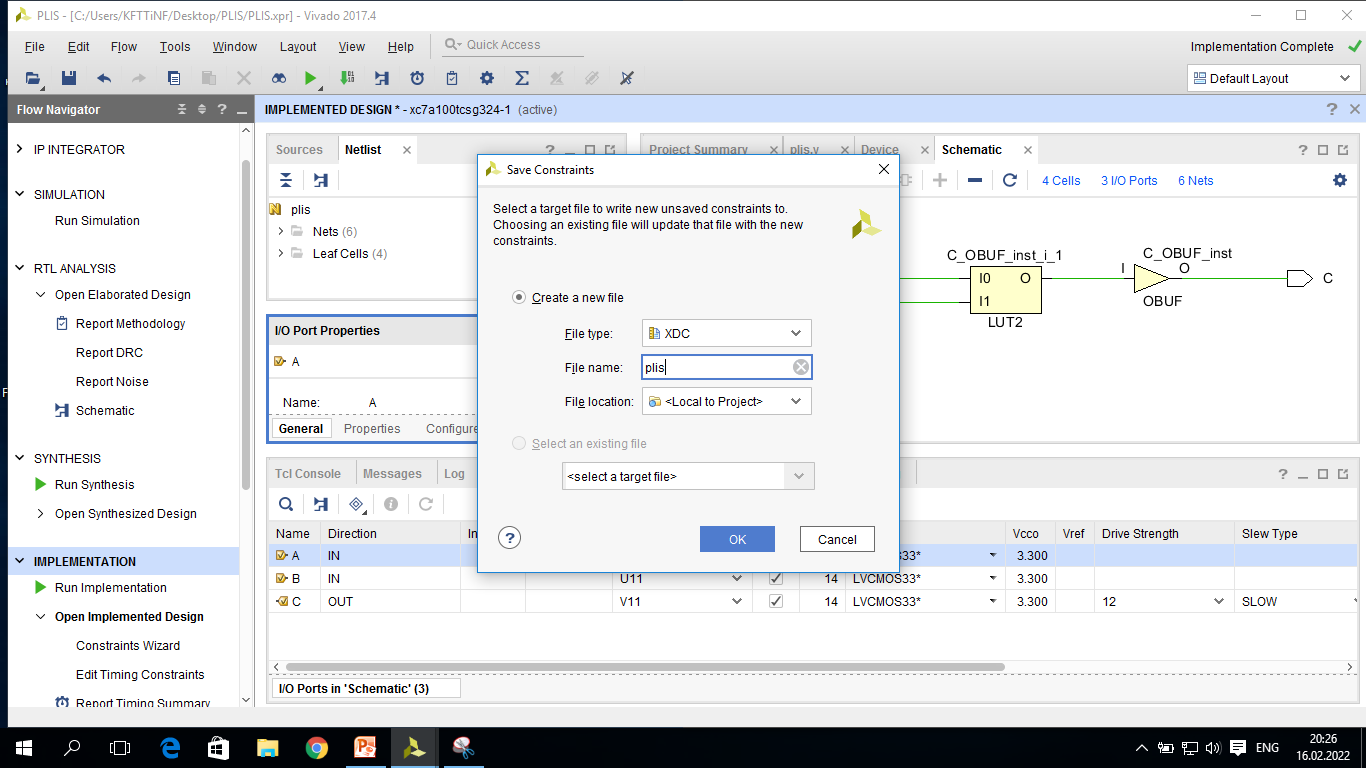 PLIS - [C:/Users/KFTTiNF/Desktop/PLIS/PLIS.xpr] - Vivado 2017.4
File Edit Flow Tools Window Layout View Help Quick Access
Implementation Complete
Default Layout
Flow Navigator
IP INTEGRATOR
SIMULATION
Run Simulation
RTL ANALYSIS
Open Elaborated Design
Report Methodology
Report DRC
Report Noise
Schematic
SYNTHESIS
Run Synthesis
Open Synthesized Design
IMPLEMENTATION
Run Implementation
Open Implemented Design
Constraints Wizard
Edit Timing Constraints
Report Timing Summary
IMPLEMENTED DESIGN * - xc7a100tcsg324-1 (active)
Sources Netlist
plis
Nets (6)
Leaf Cells (4)
I/O Port Properties
A
Name: A
General Properties Configure
Project Summary plis.v Device Schematic
4 Cells 3 I/O Ports 6 Nets
C_OBUF_inst_i_1
I0 O
I1
LUT2
C_OBUF_inst
I O
OBUF
C
Save Constraints
Select a target file to write new unsaved constraints to.
Choosing an existing file will update that file with the new
constraints.
Create a new file
File type: XDC
File name: plis
File location: <Local to Project>
Select an existing file
<select a target file>
? OK Cancel
Tcl Console Messages Log
Name Direction In Vcco Vref Drive Strength Slew Type
A IN 33* 3.300
B IN U11 14 LVCMOS33* 3.300
C OUT V11 14 LVCMOS33* 3.300 12 SLOW
I/O Ports in 'Schematic' (3)
ENG
20:26
16.02.2022